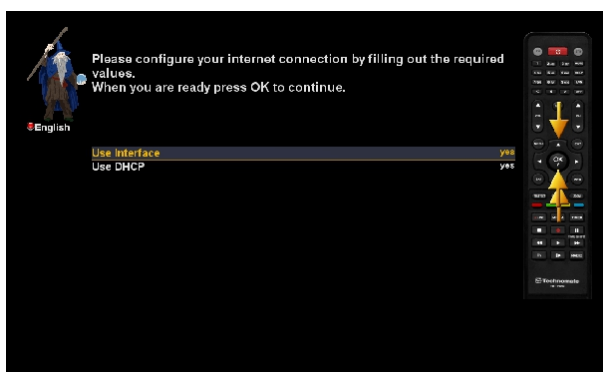 Please configure your internet connection by filling out the required
values.
When you are ready press OK to continue.
English
Use Interface yes
Use DHCP yes
OK
Technomate